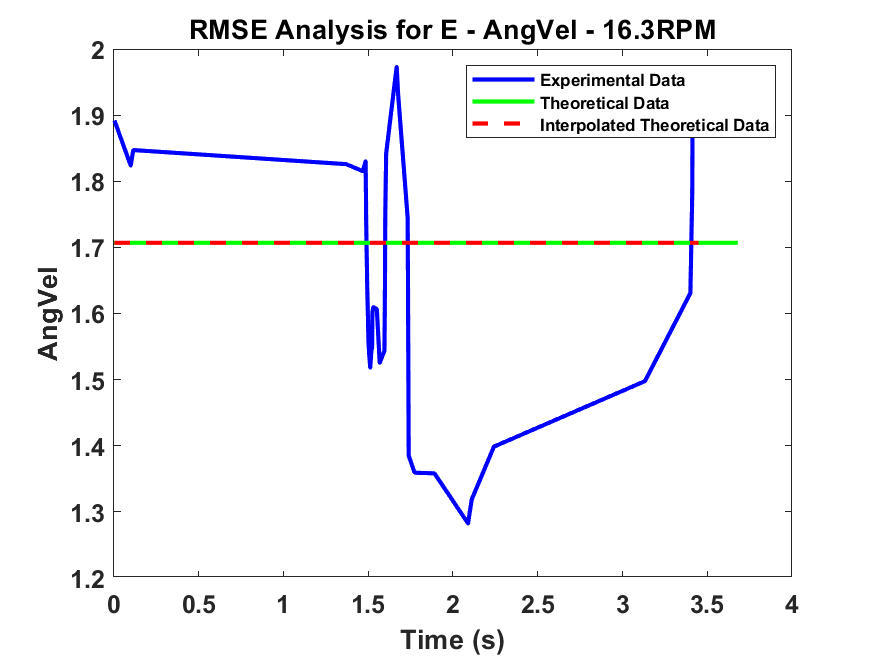 RMSE Analysis for E - AngVel - 16.3RPM
2
1.9
1.8
1.7
1.6
1.5
1.4
1.3
1.2
AngVel
Experimental Data
Theoretical Data
Interpolated Theoretical Data
0 0.5 1 1.5 2 2.5 3 3.5 4
Time (s)